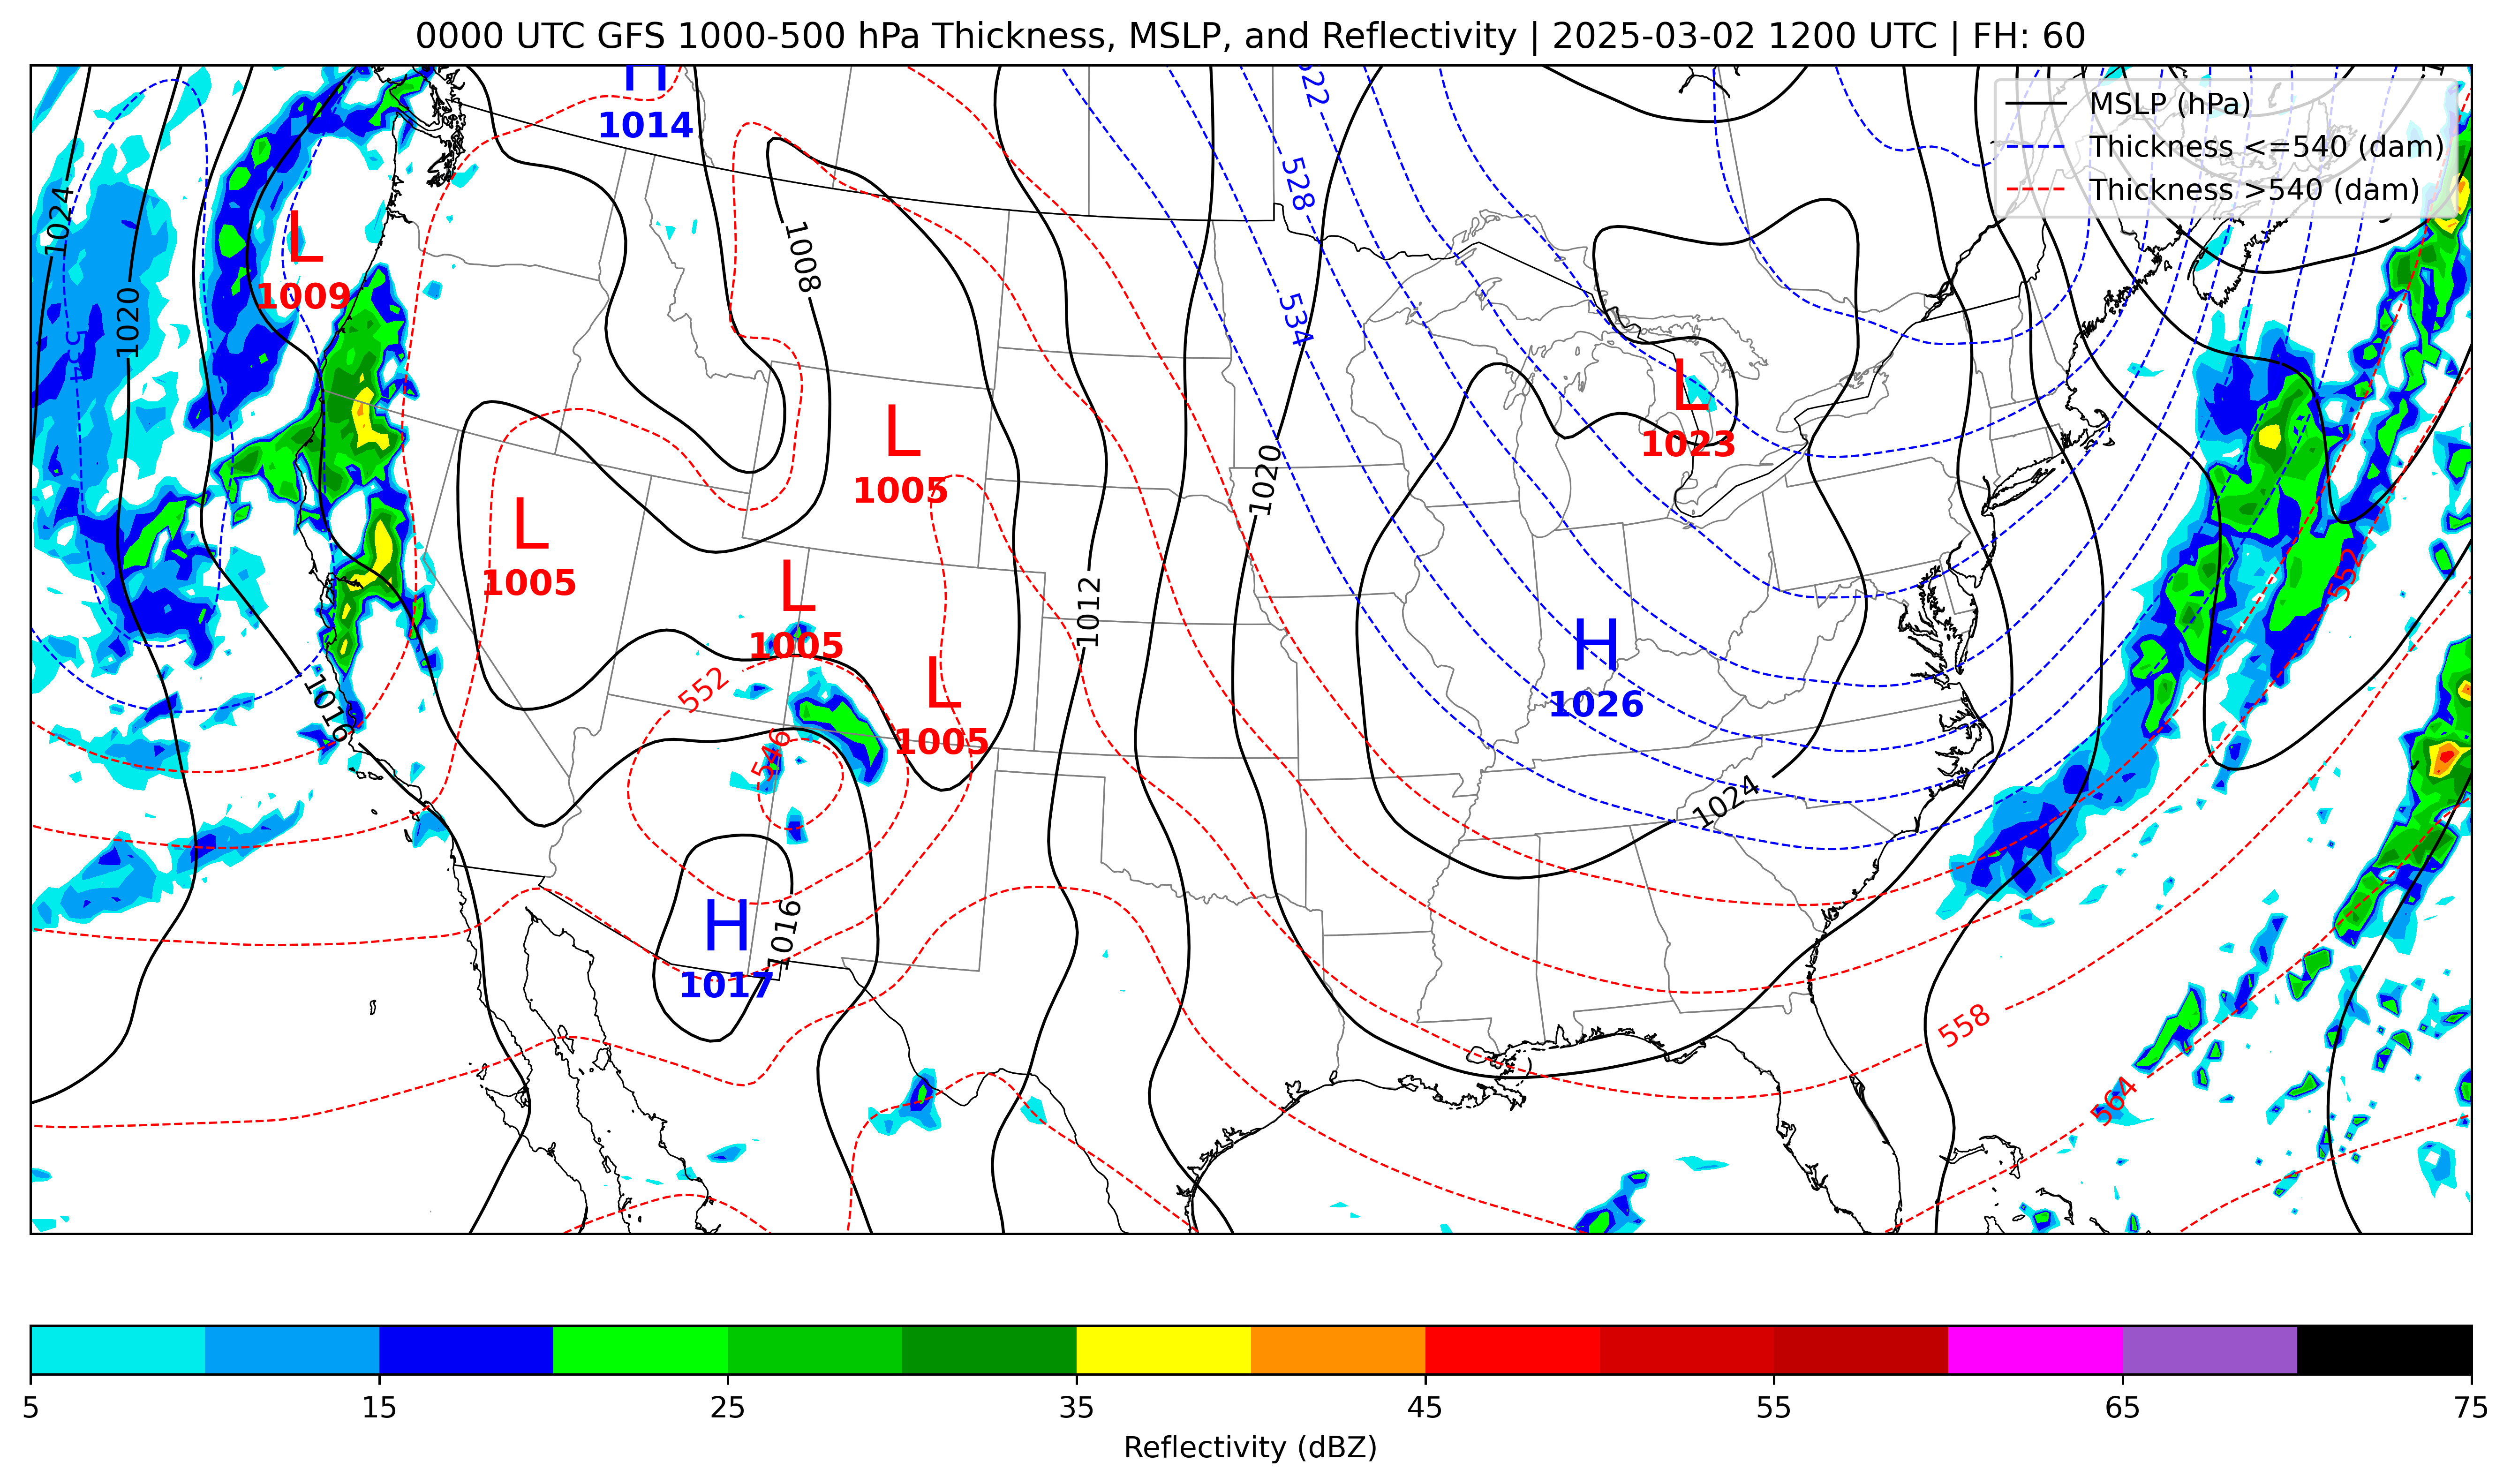 0000 UTC GFS 1000-500 hPa Thickness, MSLP, and Reflectivity | 2025-03-02 1200 UTC | FH: 60
MSLP (hPa)
Thickness <=540 (dam)
Thickness >540 (dam)
H
1014
522
528
534
1024
1020
1008
L
1009
L
1005
L
1023
1020
L
1005
L
1005
1012
552
L
1005
H
1026
552
546
1016
1024
H
1017
1016
558
564
5 15 25 35 45 55 65 75
Reflectivity (dBZ)